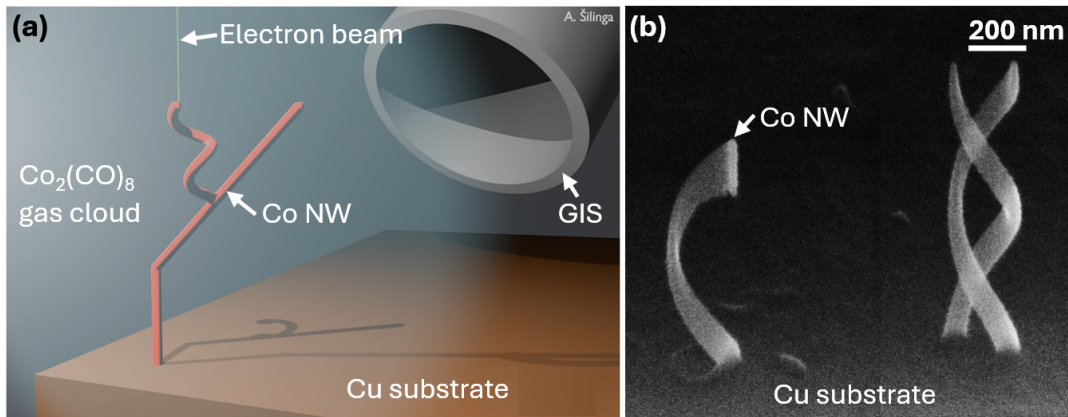 (a)
A. Šilinga
Electron beam
Co₂(CO)₈
gas cloud
Co NW
GIS
Cu substrate
(b)
200 nm
Co NW
Cu substrate